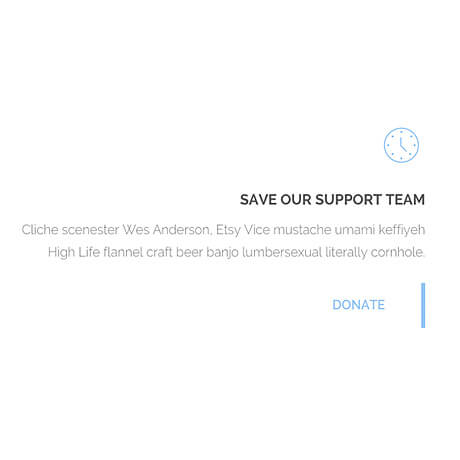 SAVE OUR SUPPORT TEAM
Cliche scenester Wes Anderson, Etsy Vice mustache umami keffiyeh
High Life flannel craft beer banjo lumbersexual literally cornhole.
DONATE